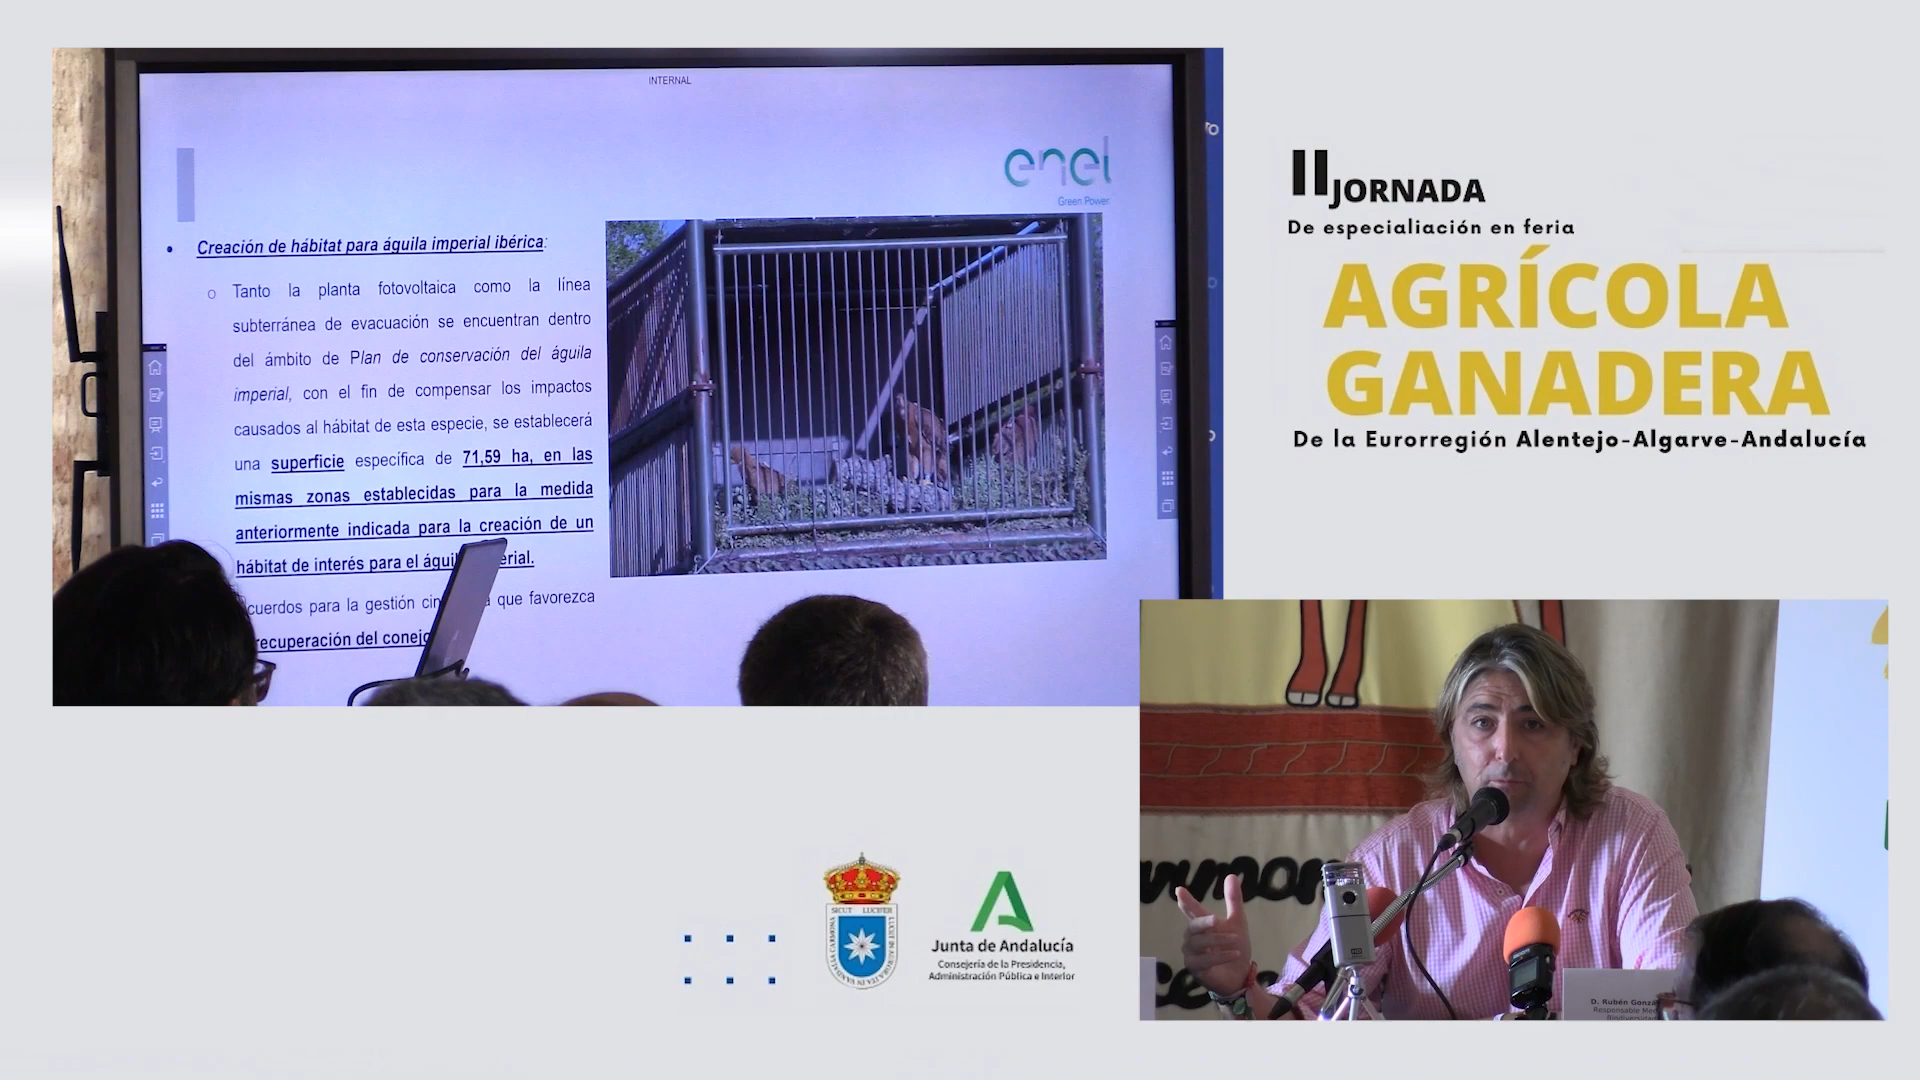 INTERNAL
enel
Green Power
• Creación de hábitat para águila imperial ibérica:
o Tanto la planta fotovoltaica como la línea
subterránea de evacuación se encuentran dentro
del ámbito de Plan de conservación del águila
imperial, con el fin de compensar los impactos
causados al hábitat de esta especie, se establecerá
una superficie específica de 71,59 ha, en las
mismas zonas establecidas para la medida
anteriormente indicada para la creación de un
hábitat de interés para el
cuerdos para la gestión que favorezca
recuperación del
II JORNADA
De especialiación en feria
AGRÍCOLA
GANADERA
De la Eurorregión Alentejo-Algarve-Andalucía
SICUT LUCIFER
Junta de Andalucía
Consejería de la Presidencia,
Administración Pública e Interior
D. Rubén
Responsable